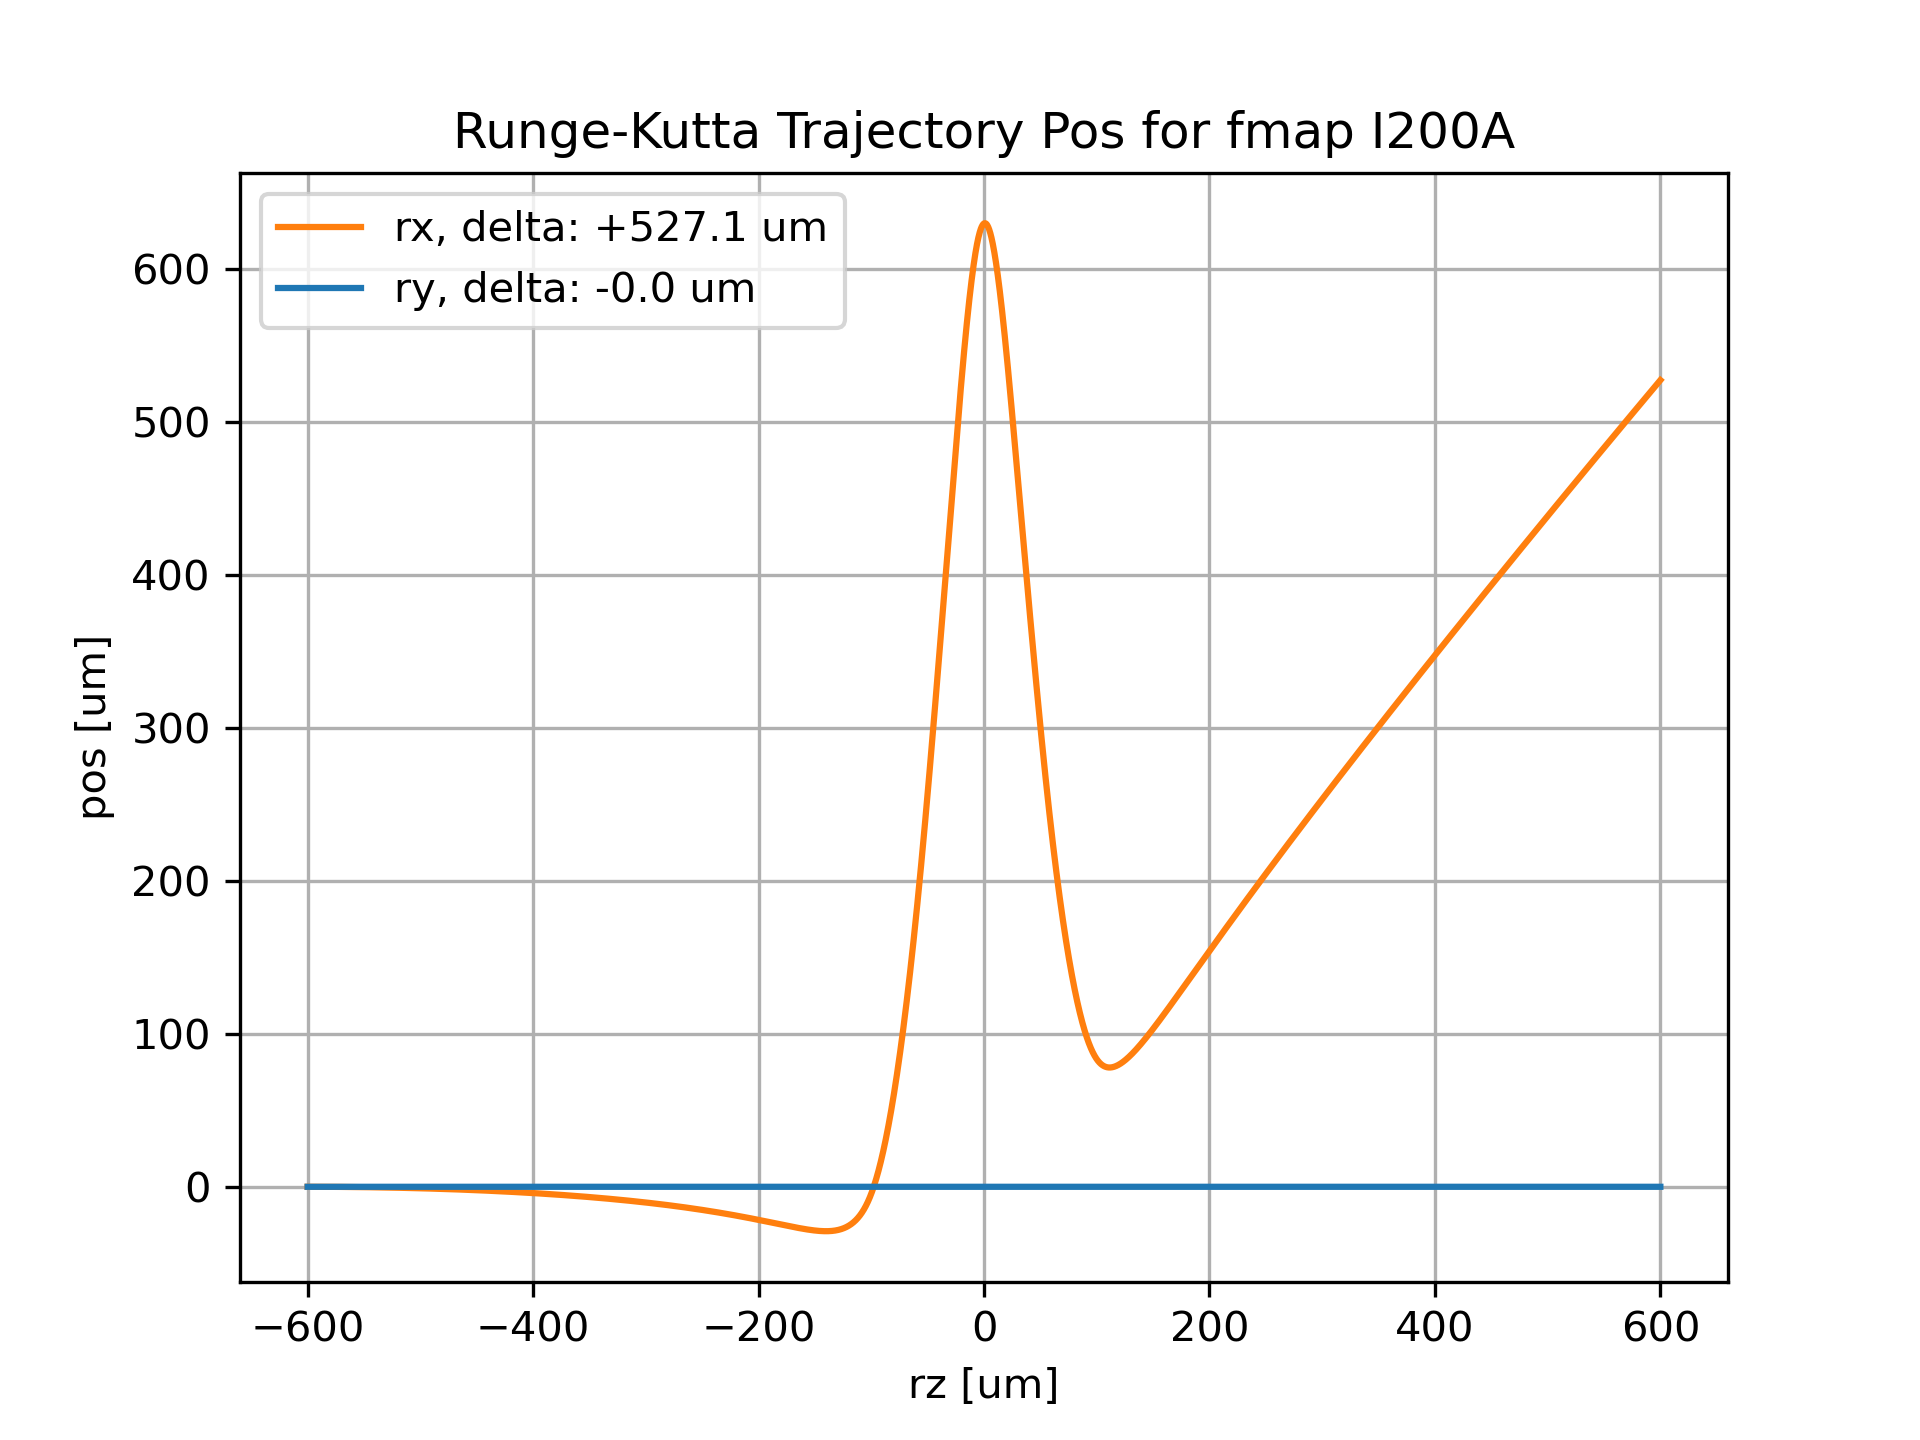 Runge-Kutta Trajectory Pos for fmap I200A
rx, delta: +527.1 um
ry, delta: -0.0 um
600
500
400
300
200
100
0
pos [um]
−600
−400
−200
0
200
400
600
rz [um]